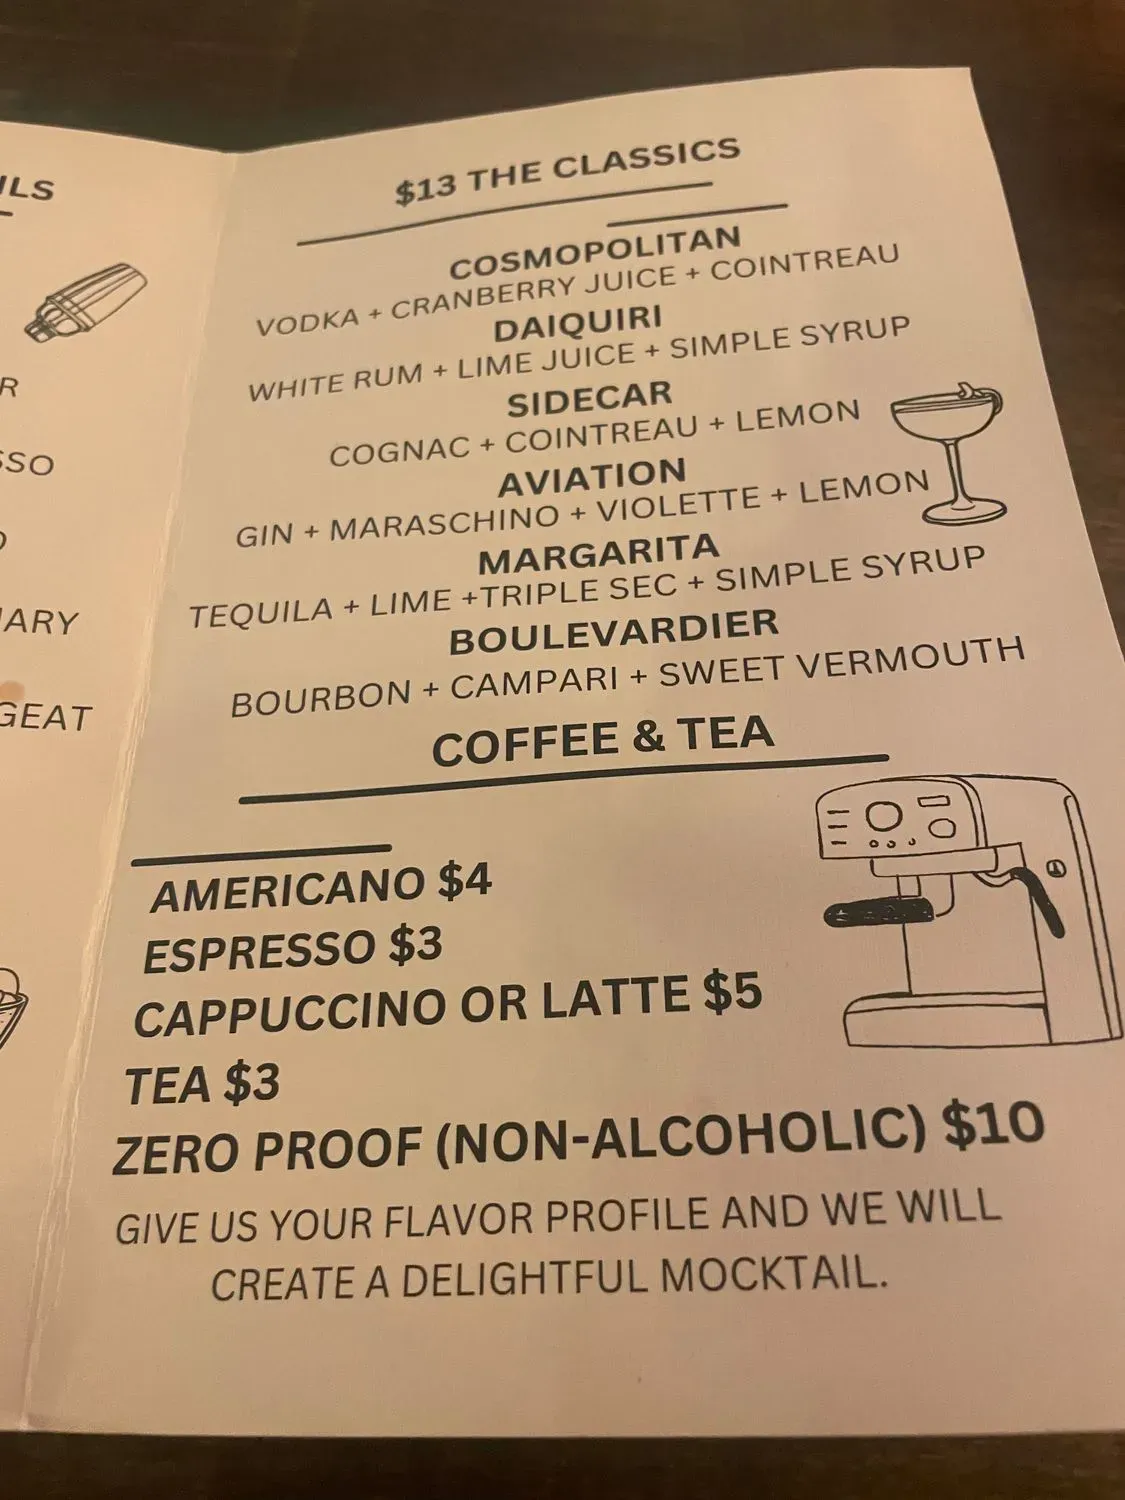 $13 THE CLASSICS
COSMOPOLITAN
VODKA + CRANBERRY JUICE + COINTREAU
DAIQUIRI
WHITE RUM + LIME JUICE + SIMPLE SYRUP
SIDECAR
COGNAC + COINTREAU + LEMON
AVIATION
GIN + MARASCHINO + VIOLETTE + LEMON
MARGARITA
TEQUILA + LIME +TRIPLE SEC + SIMPLE SYRUP
BOULEVARDIER
BOURBON + CAMPARI + SWEET VERMOUTH
COFFEE & TEA
AMERICANO $4
ESPRESSO $3
CAPPUCCINO OR LATTE $5
TEA $3
ZERO PROOF (NON-ALCOHOLIC) $10
GIVE US YOUR FLAVOR PROFILE AND WE WILL
CREATE A DELIGHTFUL MOCKTAIL.